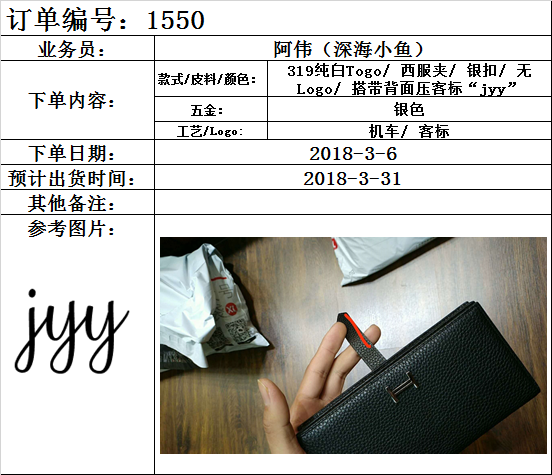 订单编号：1550
业务员：
阿伟（深海小鱼）
下单内容：
款式/皮料/颜色：
319纯白Togo/ 西服夹/ 银扣/ 无
Logo/ 搭带背面压客标“jyy”
五金：
银色
工艺/Logo:
机车/ 客标
下单日期：
2018-3-6
预计出货时间：
2018-3-31
其他备注：
参考图片：
jyy